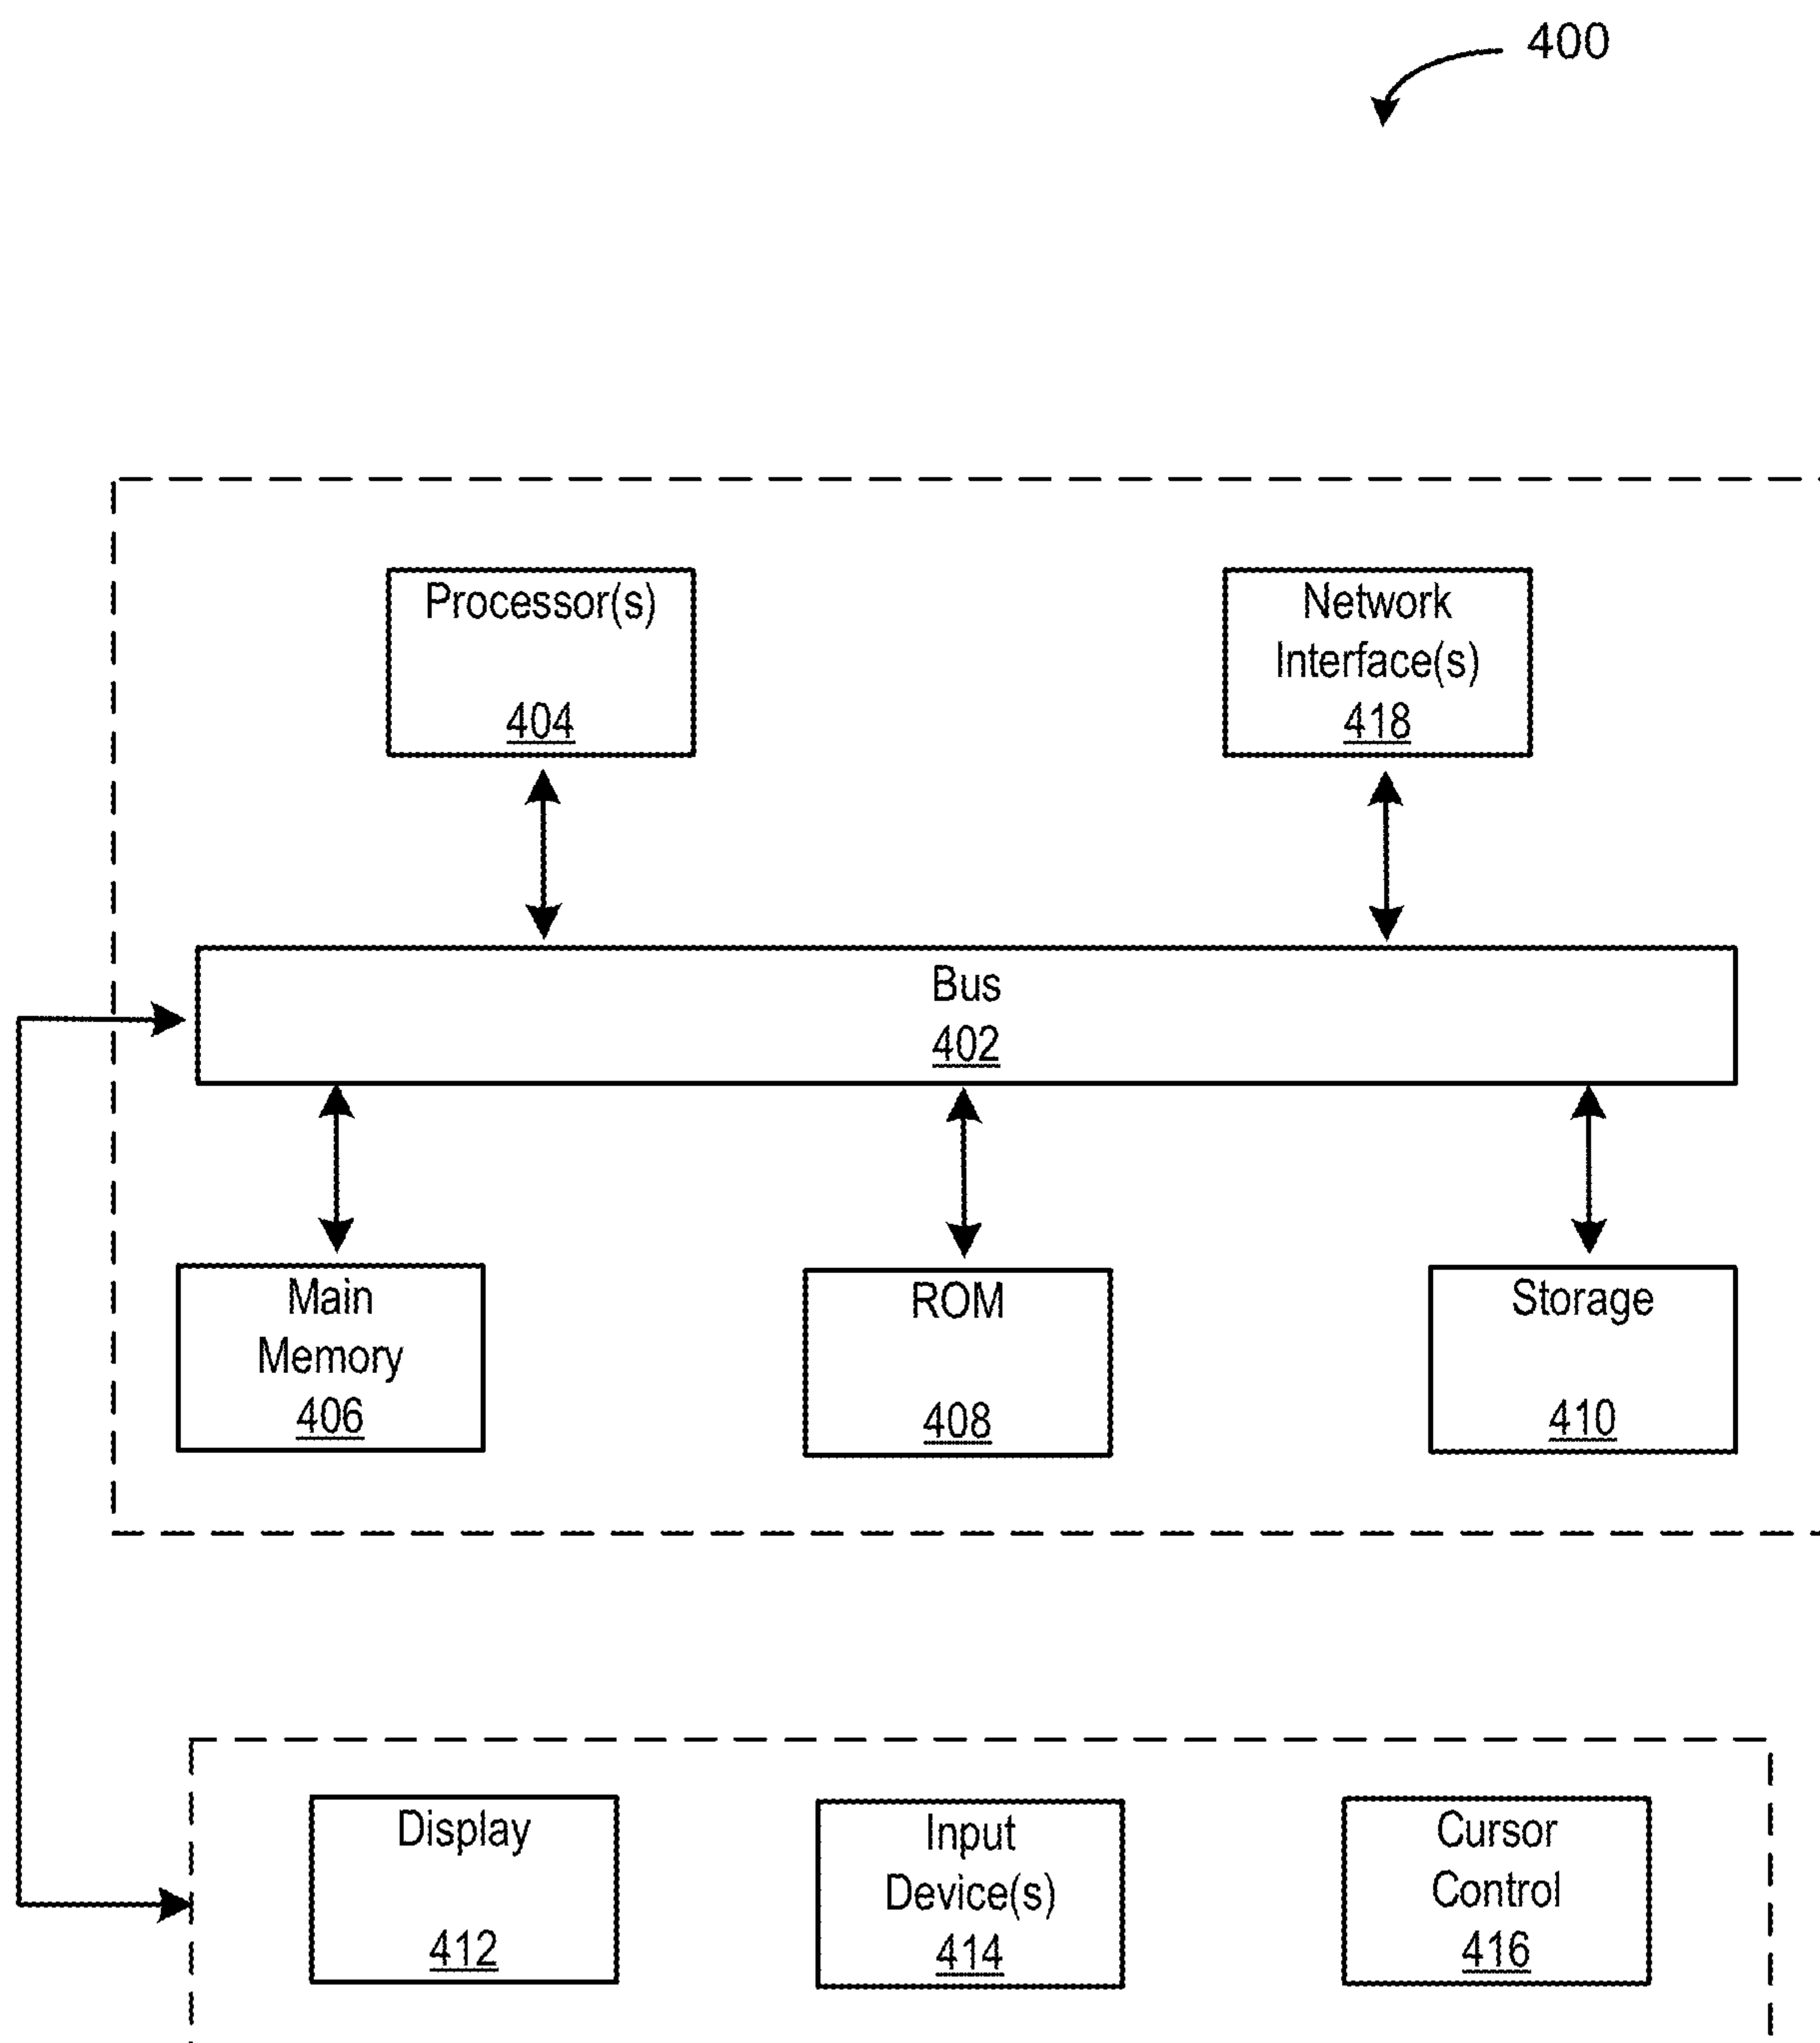 400
Processor(s)
404
Network
Interface(s)
418
Bus
402
Main
Memory
406
ROM
408
Storage
410
Display
412
Input
Device(s)
414
Cursor
Control
416